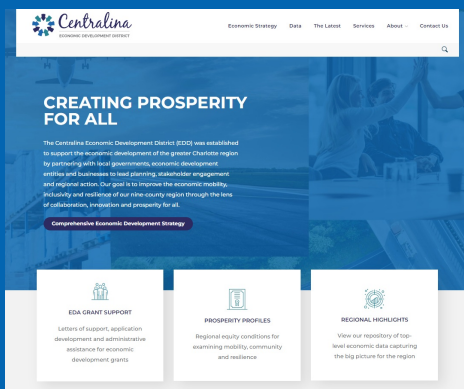 Centralina
ECONOMIC DEVELOPMENT DISTRICT
Economic Strategy Data The Latest Services About Contact Us
CREATING PROSPERITY
FOR ALL
The Centralina Economic Development District (EDD) was established
to support the economic development of the greater Charlotte region
by partnering with local governments, economic development
entities and businesses to lead planning, stakeholder engagement
and regional action. Our goal is to improve the economic mobility,
inclusivity and resilience of our nine-county region through the lens
of collaboration, innovation and prosperity for all.
Comprehensive Economic Development Strategy
EDA GRANT SUPPORT
Letters of support, application
development and administrative
assistance for economic
development grants
PROSPERITY PROFILES
Regional equity conditions for
examining mobility, community
and resilience
REGIONAL HIGHLIGHTS
View our repository of top-
level economic data capturing
the big picture for the region